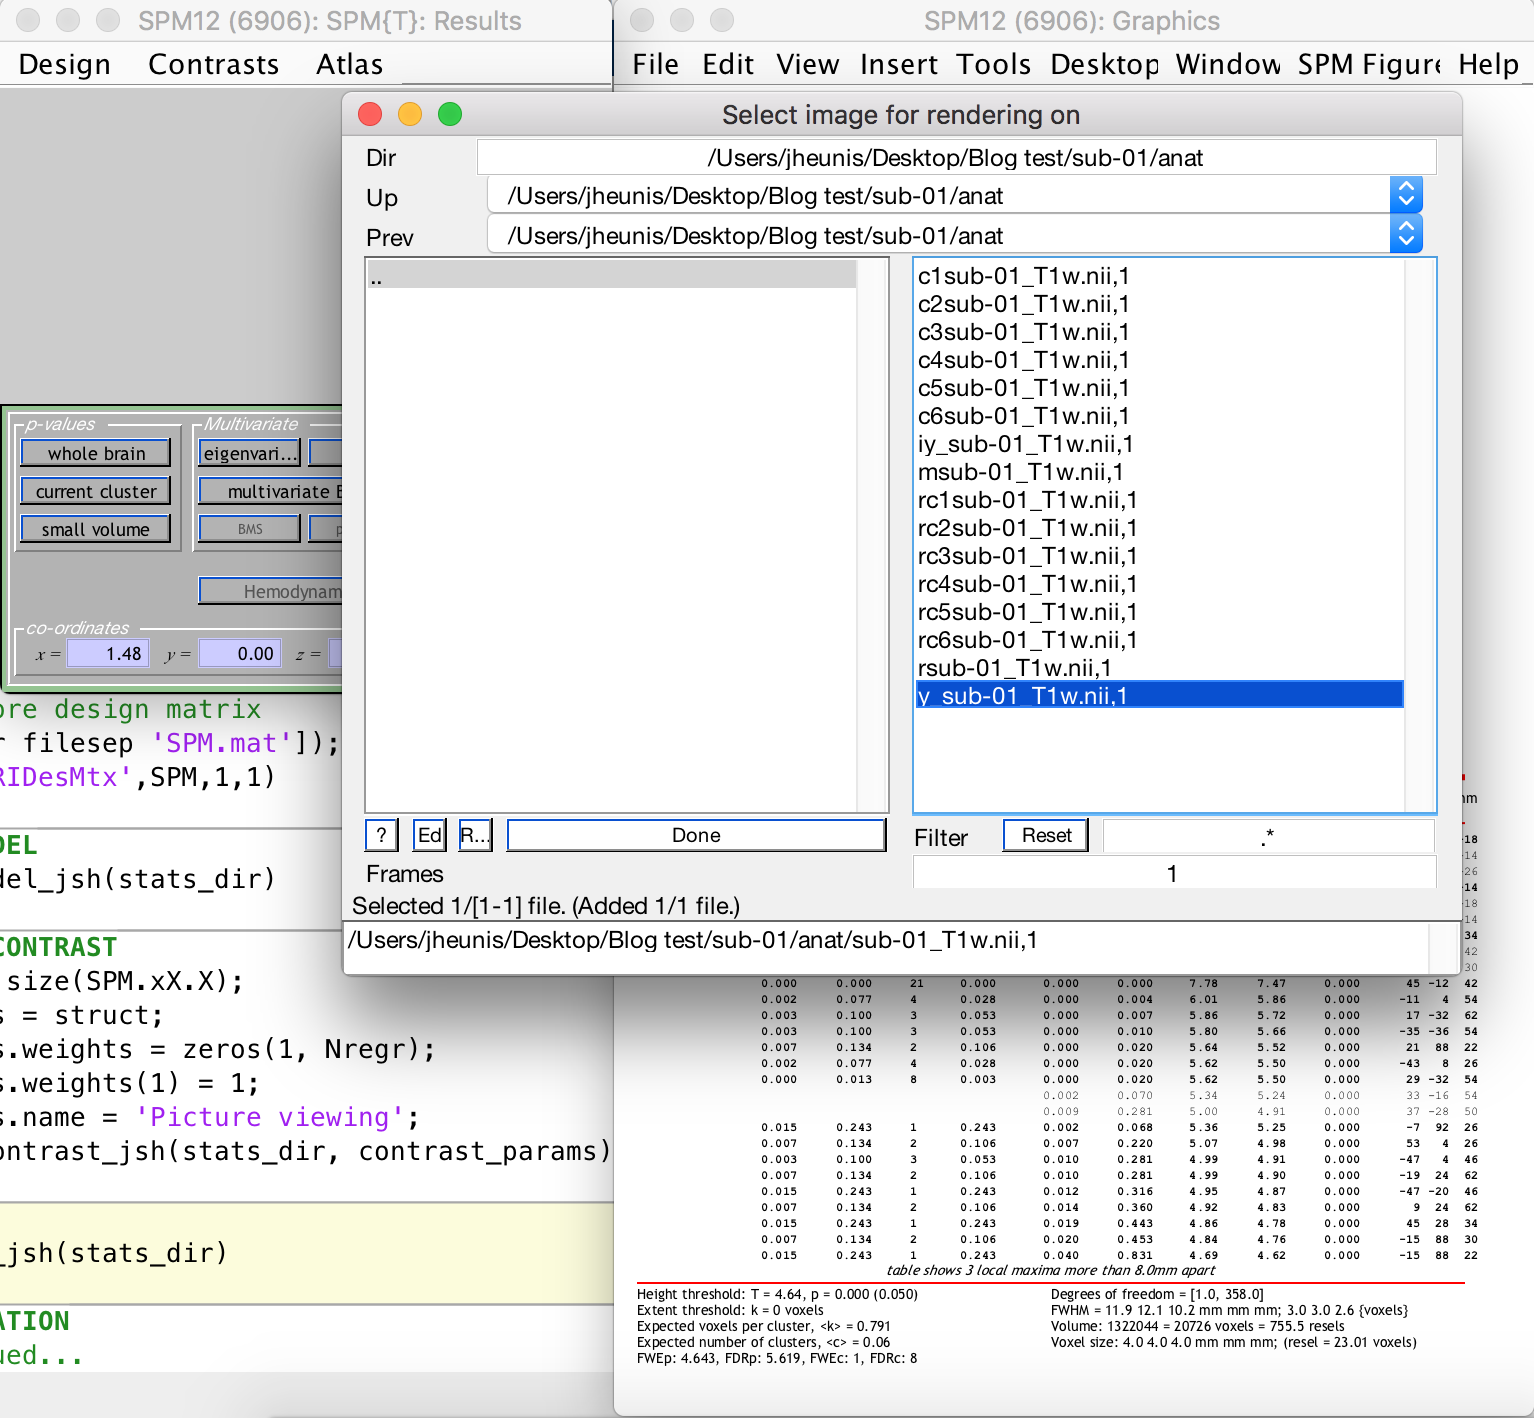 SPM12 (6906): SPM{T}: Results
Design Contrasts Atlas
SPM12 (6906): Graphics
File Edit View Insert Tools Desktop Window SPM Figure Help
Select image for rendering on
Dir /Users/jheunis/Desktop/Blog test/sub-01/anat
Up /Users/jheunis/Desktop/Blog test/sub-01/anat
Prev /Users/jheunis/Desktop/Blog test/sub-01/anat
..
c1sub-01_T1w.nii,1
c2sub-01_T1w.nii,1
c3sub-01_T1w.nii,1
c4sub-01_T1w.nii,1
c5sub-01_T1w.nii,1
c6sub-01_T1w.nii,1
iy_sub-01_T1w.nii,1
msub-01_T1w.nii,1
rc1sub-01_T1w.nii,1
rc2sub-01_T1w.nii,1
rc3sub-01_T1w.nii,1
rc4sub-01_T1w.nii,1
rc5sub-01_T1w.nii,1
rc6sub-01_T1w.nii,1
rsub-01_T1w.nii,1
y_sub-01_T1w.nii,1
? Ed R... Done
Filter Reset .*
Frames 1
Selected 1/[1-1] file. (Added 1/1 file.)
/Users/jheunis/Desktop/Blog test/sub-01/anat/sub-01_T1w.nii,1
p-values Multivariate
whole brain eigenvari...
current cluster multivariate
small volume BMS
Hemodynam
co-ordinates
x = 1.48 y = 0.00 z =
ore design matrix
r filesep 'SPM.mat']);
RIDesMtx',SPM,1,1)
DEL
del_jsh(stats_dir)
CONTRAST
size(SPM.xX.X);
s = struct;
s.weights = zeros(1, Nregr);
s.weights(1) = 1;
s.name = 'Picture viewing';
ontrast_jsh(stats_dir, contrast_params)
_jsh(stats_dir)
ATION
ued...
mm
18
14
26
14
18
14
34
42
30
0.000 0.000 21 0.000 0.000 0.000 7.78 7.47 0.000 45 -12 42
0.002 0.077 4 0.028 0.000 0.004 6.01 5.86 0.000 -11 4 54
0.003 0.100 3 0.053 0.000 0.007 5.86 5.72 0.000 17 -32 62
0.003 0.100 3 0.053 0.000 0.010 5.80 5.66 0.000 -35 -36 54
0.007 0.134 2 0.106 0.000 0.020 5.64 5.52 0.000 21 88 22
0.002 0.077 4 0.028 0.000 0.020 5.62 5.50 0.000 -43 8 26
0.000 0.013 8 0.003 0.000 0.020 5.62 5.50 0.000 29 -32 54
0.002 0.070 5.34 5.24 0.000 33 -16 54
0.009 0.281 5.00 4.91 0.000 37 -28 50
0.015 0.243 1 0.243 0.002 0.068 5.36 5.25 0.000 -7 92 26
0.007 0.134 2 0.106 0.007 0.220 5.07 4.98 0.000 53 4 26
0.003 0.100 3 0.053 0.010 0.281 4.99 4.91 0.000 -47 4 46
0.007 0.134 2 0.106 0.010 0.281 4.99 4.90 0.000 -19 24 62
0.015 0.243 1 0.243 0.012 0.316 4.95 4.87 0.000 -47 -20 46
0.007 0.134 2 0.106 0.014 0.360 4.92 4.83 0.000 9 24 62
0.015 0.243 1 0.243 0.019 0.443 4.86 4.78 0.000 45 28 34
0.007 0.134 2 0.106 0.020 0.453 4.84 4.76 0.000 -15 88 30
0.015 0.243 1 0.243 0.040 0.831 4.69 4.62 0.000 -15 88 22
table shows 3 local maxima more than 8.0mm apart
Height threshold: T = 4.64, p = 0.000 (0.050)
Extent threshold: k = 0 voxels
Expected voxels per cluster, <k> = 0.791
Expected number of clusters, <c> = 0.06
FWEp: 4.643, FDRp: 5.619, FWEc: 1, FDRc: 8
Degrees of freedom = [1.0, 358.0]
FWHM = 11.9 12.1 10.2 mm mm mm; 3.0 3.0 2.6 {voxels}
Volume: 1322044 = 20726 voxels = 755.5 resels
Voxel size: 4.0 4.0 4.0 mm mm mm; (resel = 23.01 voxels)